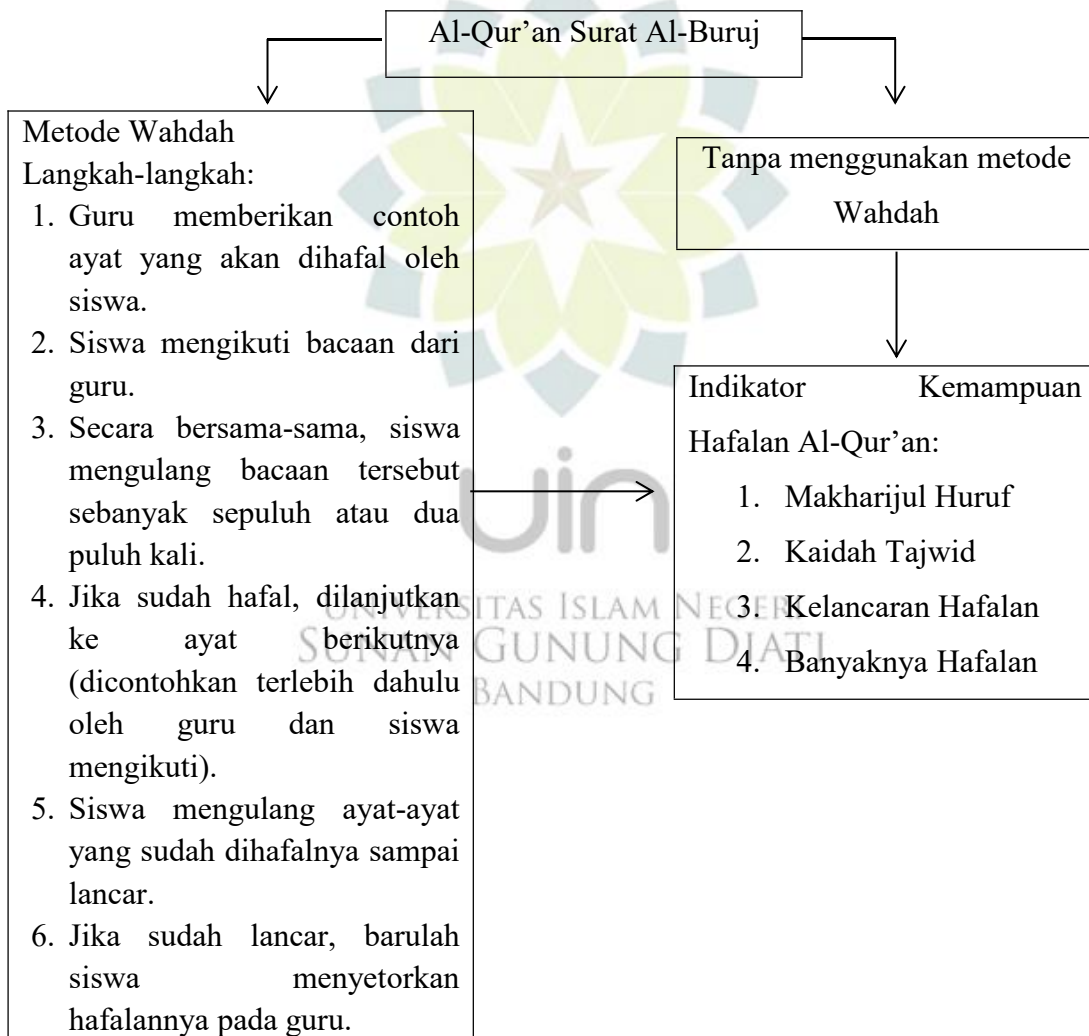 Al-Qur’an Surat Al-Buruj
Metode Wahdah
Langkah-langkah:
1. Guru memberikan contoh
ayat yang akan dihafal oleh
siswa.
2. Siswa mengikuti bacaan dari
guru.
3. Secara bersama-sama, siswa
mengulang bacaan tersebut
sebanyak sepuluh atau dua
puluh kali.
4. Jika sudah hafal, dilanjutkan
ke ayat berikutnya
(dicontohkan terlebih dahulu
oleh guru dan siswa
mengikuti).
5. Siswa mengulang ayat-ayat
yang sudah dihafalnya sampai
lancar.
6. Jika sudah lancar, barulah
siswa menyetorkan
hafalannya pada guru.
Tanpa menggunakan metode
Wahdah
Indikator Kemampuan
Hafalan Al-Qur’an:
1. Makharijul Huruf
2. Kaidah Tajwid
3. Kelancaran Hafalan
4. Banyaknya Hafalan
uin
UNIVERSITAS ISLAM NEGERI
SUNAN GUNUNG DJATI
BANDUNG